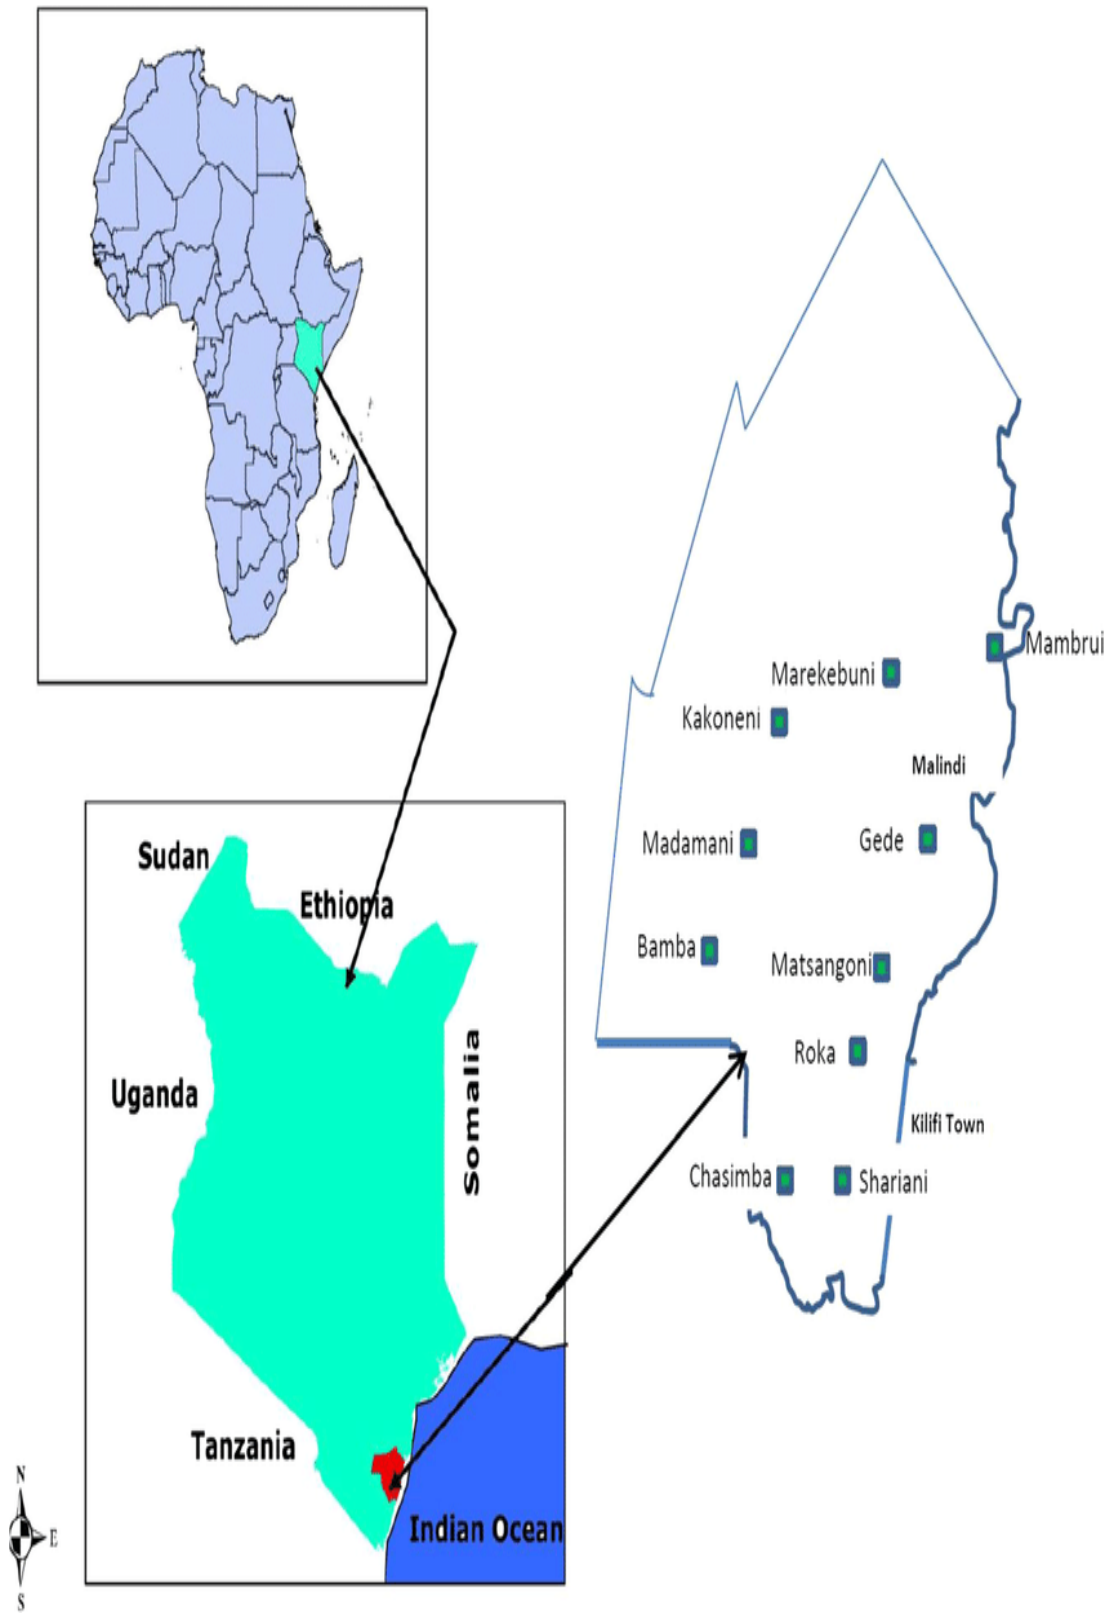 Mambrui
Marekebuni
Kakoneni
Malindi
Madamani
Gede
Bamba
Matsangoni
Roka
Kilifi Town
Chasimba
Shariani
Sudan
Ethiopia
Somalia
Uganda
Tanzania
Indian Ocean
N
E
S